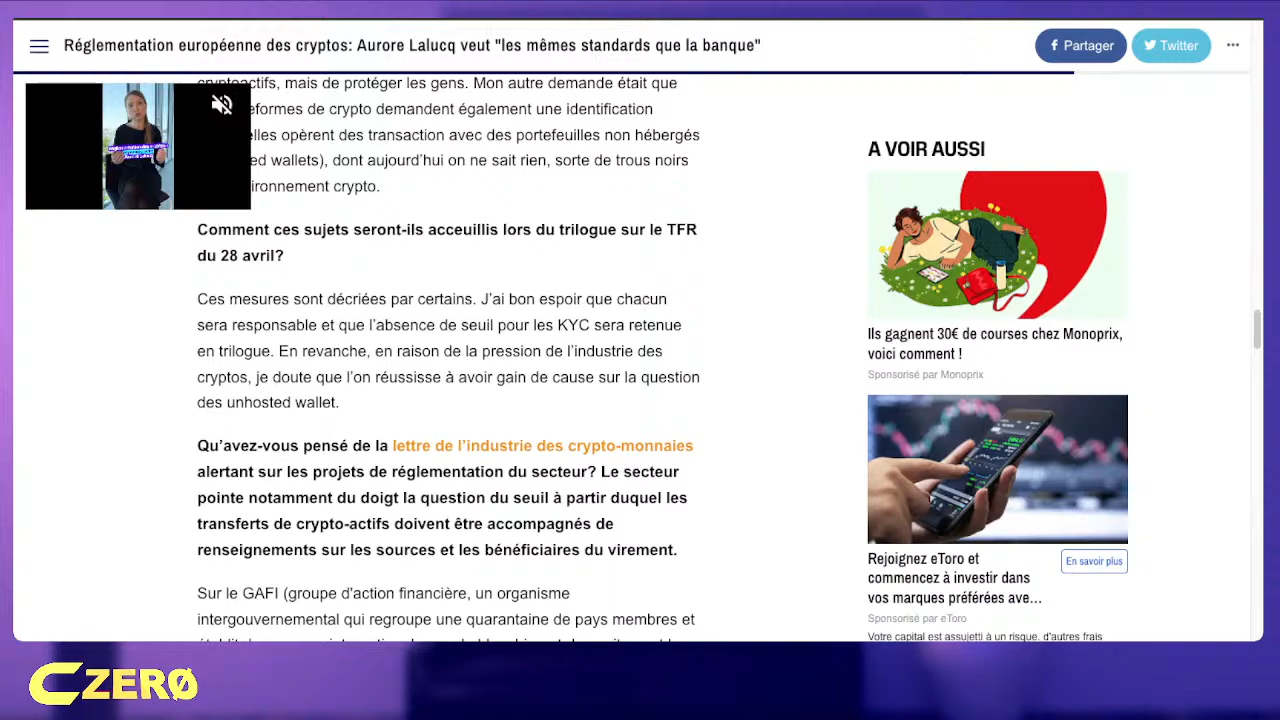 Réglementation européenne des cryptos: Aurore Lalucq veut "les mêmes standards que la banque"
Partager
Twitter
cryptoactifs, mais de protéger les gens. Mon autre demande était que
eformes de crypto demandent également une identification
elles opèrent des transaction avec des portefeuilles non hébergés
ed wallets), dont aujourd'hui on ne sait rien, sorte de trous noirs
ironnement crypto.
Comment ces sujets seront-ils acceuillis lors du trilogue sur le TFR
du 28 avril?
Ces mesures sont décriées par certains. J'ai bon espoir que chacun
sera responsable et que l'absence de seuil pour les KYC sera retenue
en trilogue. En revanche, en raison de la pression de l'industrie des
cryptos, je doute que l'on réussisse à avoir gain de cause sur la question
des unhosted wallet.
Qu'avez-vous pensé de la lettre de l'industrie des crypto-monnaies
alertant sur les projets de réglementation du secteur? Le secteur
pointe notamment du doigt la question du seuil à partir duquel les
transferts de crypto-actifs doivent être accompagnés de
renseignements sur les sources et les bénéficiaires du virement.
Sur le GAFI (groupe d'action financière, un organisme
intergouvernemental qui regroupe une quarantaine de pays membres et
A VOIR AUSSI
Ils gagnent 30€ de courses chez Monoprix,
voici comment !
Sponsorisé par Monoprix
Rejoignez eToro et
commencez à investir dans
vos marques préférées ave...
En savoir plus
Sponsorisé par eToro
Votre capital est assujetti à un risque, d'autres frais
CZERØ